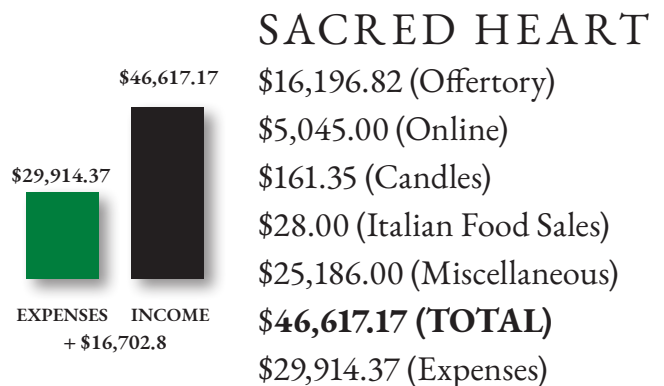 SACRED HEART
$46,617.17
$29,914.37
EXPENSES INCOME
+ $16,702.8
$16,196.82 (Offertory)
$5,045.00 (Online)
$161.35 (Candles)
$28.00 (Italian Food Sales)
$25,186.00 (Miscellaneous)
$46,617.17 (TOTAL)
$29,914.37 (Expenses)